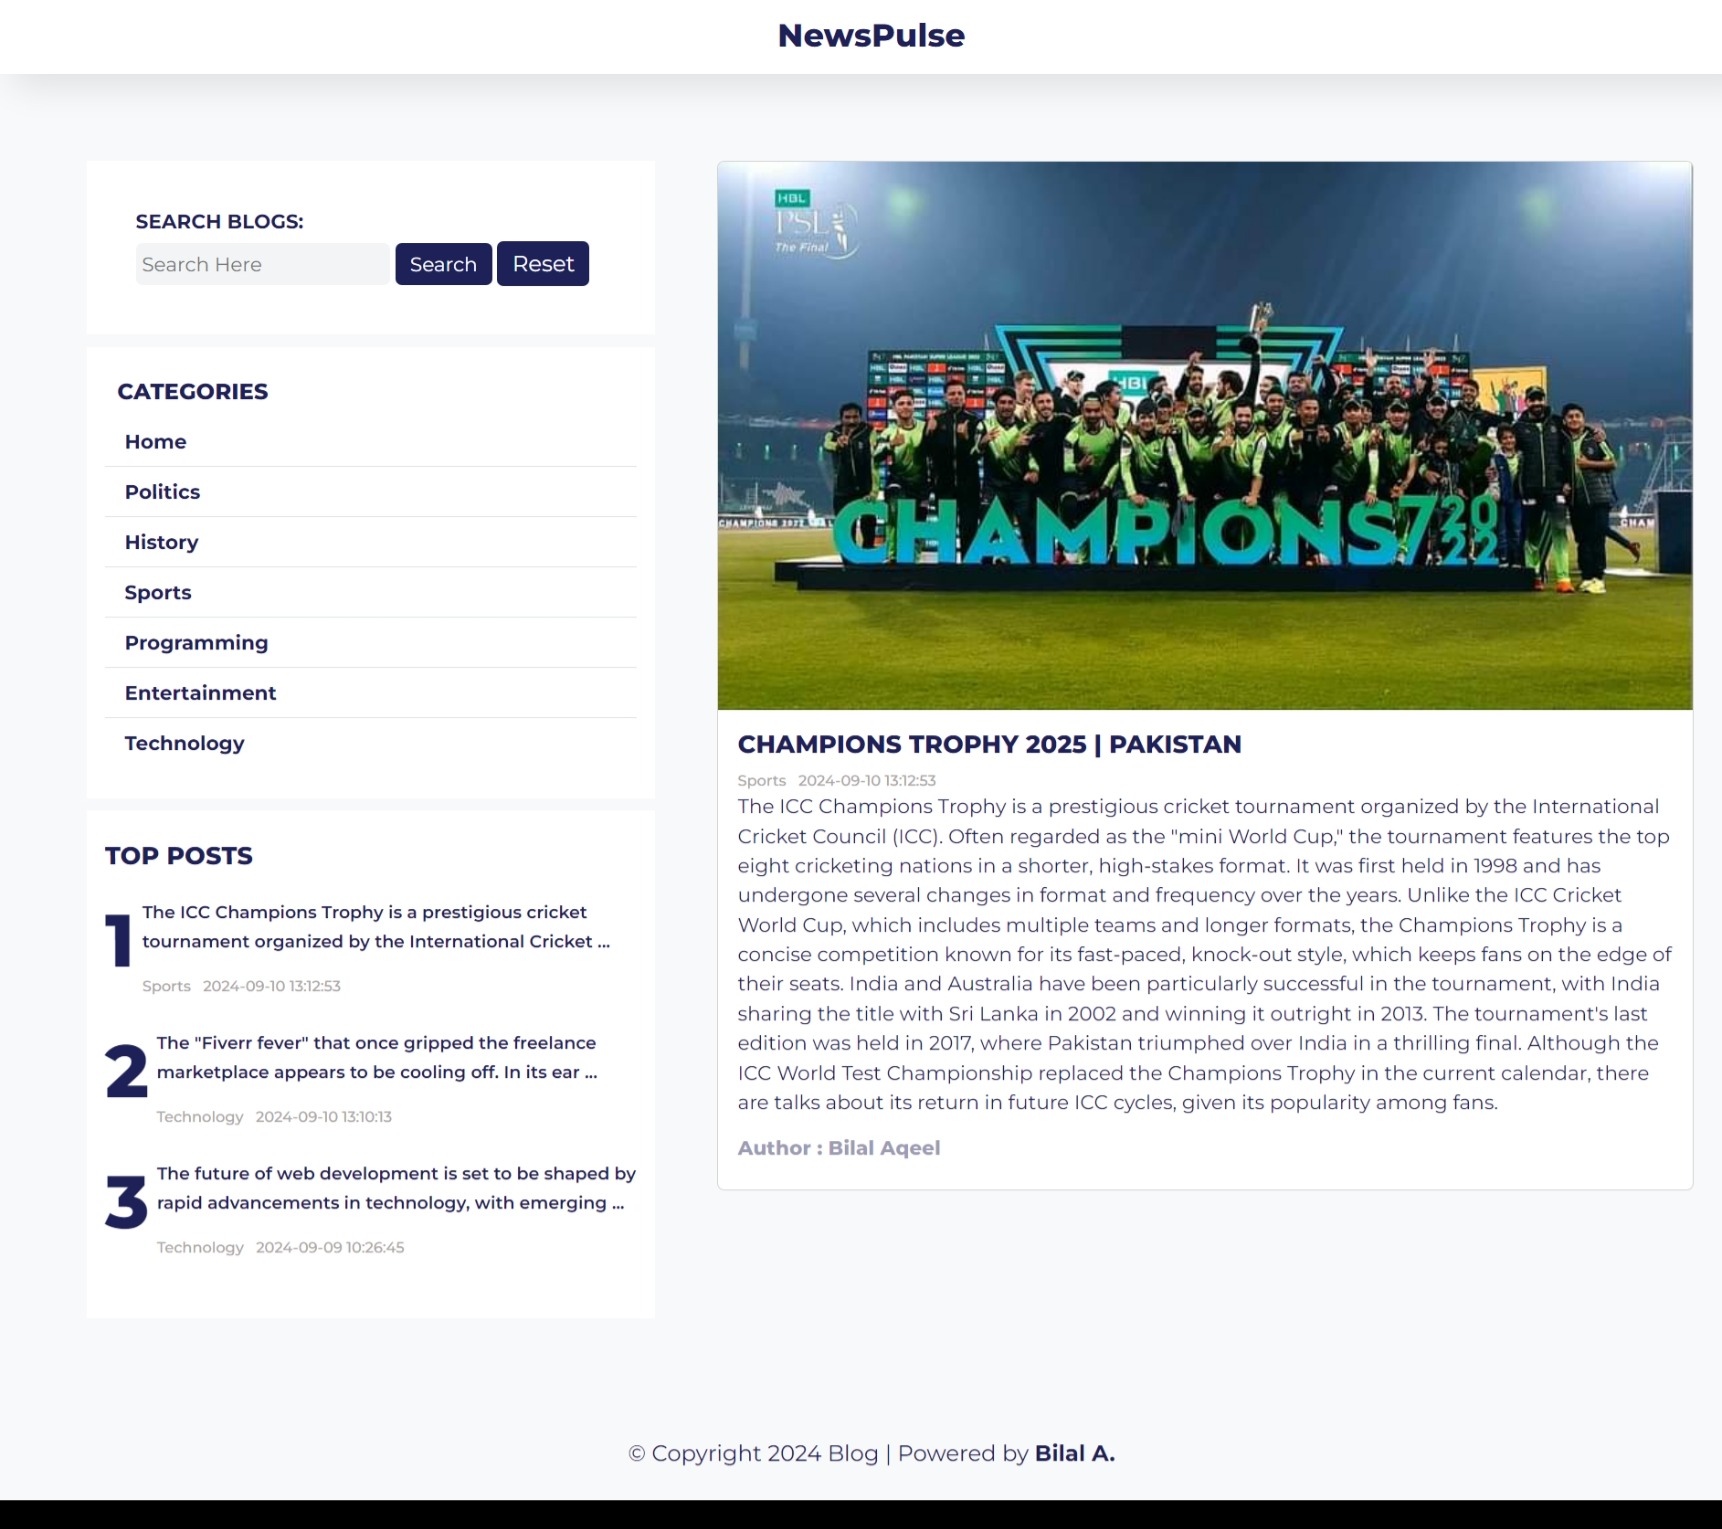 NewsPulse
SEARCH BLOGS:
Search Here
Search
Reset
CATEGORIES
Home
Politics
History
Sports
Programming
Entertainment
Technology
TOP POSTS
1
The ICC Champions Trophy is a prestigious cricket
tournament organized by the International Cricket ...
Sports 2024-09-10 13:12:53
2
The "Fiverr fever" that once gripped the freelance
marketplace appears to be cooling off. In its ear ...
Technology 2024-09-10 13:10:13
3
The future of web development is set to be shaped by
rapid advancements in technology, with emerging ...
Technology 2024-09-09 10:26:45
HBL
PSL
The Final
HBL
CHAMPIONS 2022
CHAMPIONS7 2022
CHAMPIONS TROPHY 2025 | PAKISTAN
Sports 2024-09-10 13:12:53
The ICC Champions Trophy is a prestigious cricket tournament organized by the International
Cricket Council (ICC). Often regarded as the "mini World Cup," the tournament features the top
eight cricketing nations in a shorter, high-stakes format. It was first held in 1998 and has
undergone several changes in format and frequency over the years. Unlike the ICC Cricket
World Cup, which includes multiple teams and longer formats, the Champions Trophy is a
concise competition known for its fast-paced, knock-out style, which keeps fans on the edge of
their seats. India and Australia have been particularly successful in the tournament, with India
sharing the title with Sri Lanka in 2002 and winning it outright in 2013. The tournament's last
edition was held in 2017, where Pakistan triumphed over India in a thrilling final. Although the
ICC World Test Championship replaced the Champions Trophy in the current calendar, there
are talks about its return in future ICC cycles, given its popularity among fans.
Author : Bilal Aqeel
© Copyright 2024 Blog | Powered by Bilal A.